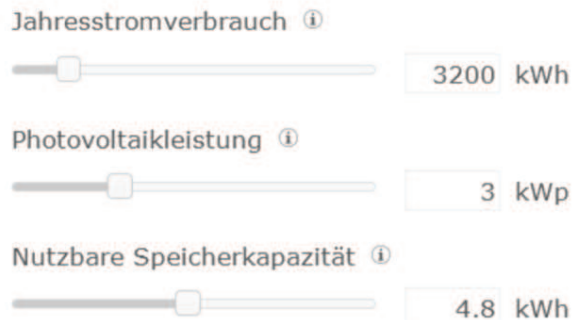 Jahresstromverbrauch ⓘ
3200 kWh
Photovoltaikleistung ⓘ
3 kWp
Nutzbare Speicherkapazität ⓘ
4.8 kWh